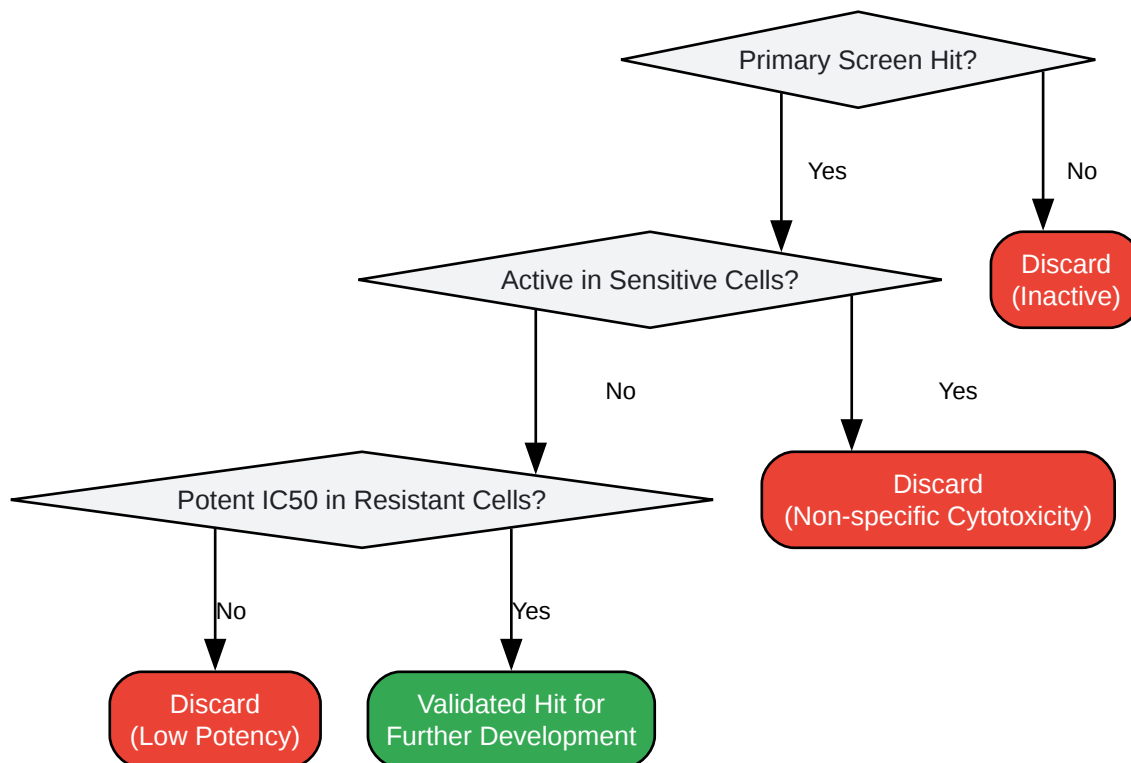 Primary Screen Hit?
Yes
No
Active in Sensitive Cells?
Discard
(Inactive)
No
Yes
Potent IC50 in Resistant Cells?
Discard
(Non-specific Cytotoxicity)
No
Yes
Discard
(Low Potency)
Validated Hit for
Further Development